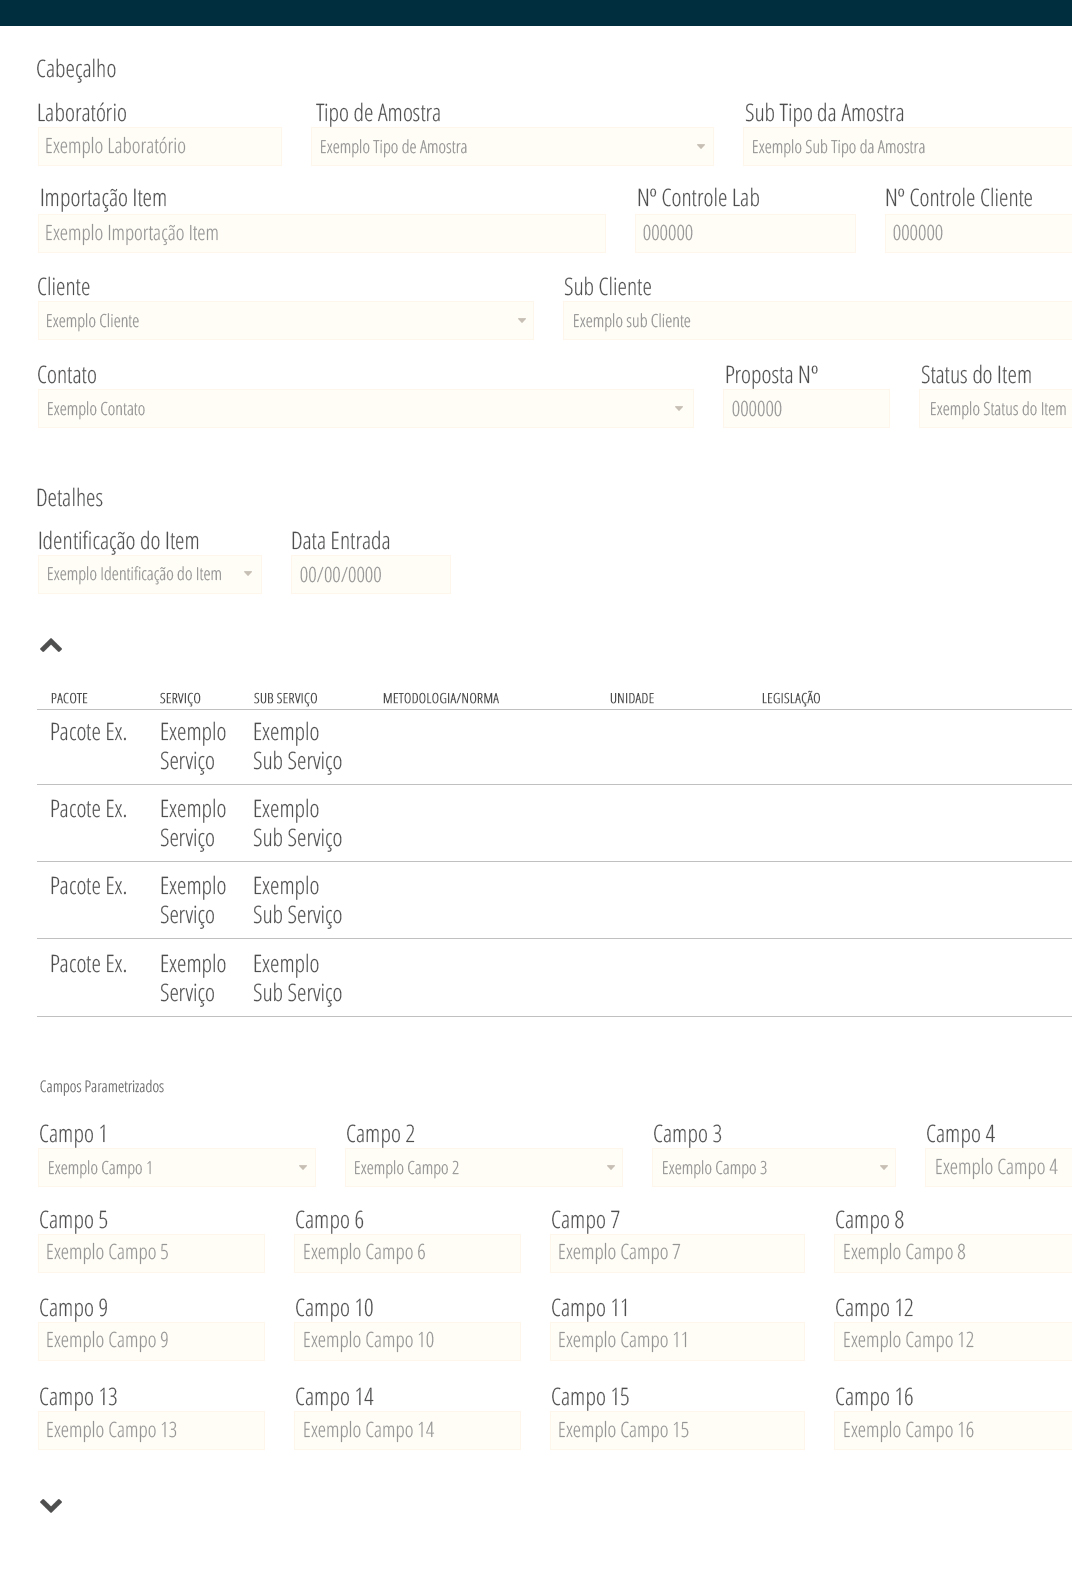 Cabeçalho
Laboratório Tipo de Amostra Sub Tipo da Amostra
Exemplo Laboratório Exemplo Tipo de Amostra Exemplo Sub Tipo da Amostra
Importação Item Nº Controle Lab Nº Controle Cliente
Exemplo Importação Item 000000 000000
Cliente Sub Cliente
Exemplo Cliente Exemplo sub Cliente
Contato Proposta Nº Status do Item
Exemplo Contato 000000 Exemplo Status do Item
Detalhes
Identificação do Item Data Entrada
Exemplo Identificação do Item 00/00/0000
PACOTE SERVIÇO SUB SERVIÇO METODOLOGIA/NORMA UNIDADE LEGISLAÇÃO
Pacote Ex. Exemplo Exemplo
Serviço Sub Serviço
Pacote Ex. Exemplo Exemplo
Serviço Sub Serviço
Pacote Ex. Exemplo Exemplo
Serviço Sub Serviço
Pacote Ex. Exemplo Exemplo
Serviço Sub Serviço
Campos Parametrizados
Campo 1 Campo 2 Campo 3 Campo 4
Exemplo Campo 1 Exemplo Campo 2 Exemplo Campo 3 Exemplo Campo 4
Campo 5 Campo 6 Campo 7 Campo 8
Exemplo Campo 5 Exemplo Campo 6 Exemplo Campo 7 Exemplo Campo 8
Campo 9 Campo 10 Campo 11 Campo 12
Exemplo Campo 9 Exemplo Campo 10 Exemplo Campo 11 Exemplo Campo 12
Campo 13 Campo 14 Campo 15 Campo 16
Exemplo Campo 13 Exemplo Campo 14 Exemplo Campo 15 Exemplo Campo 16